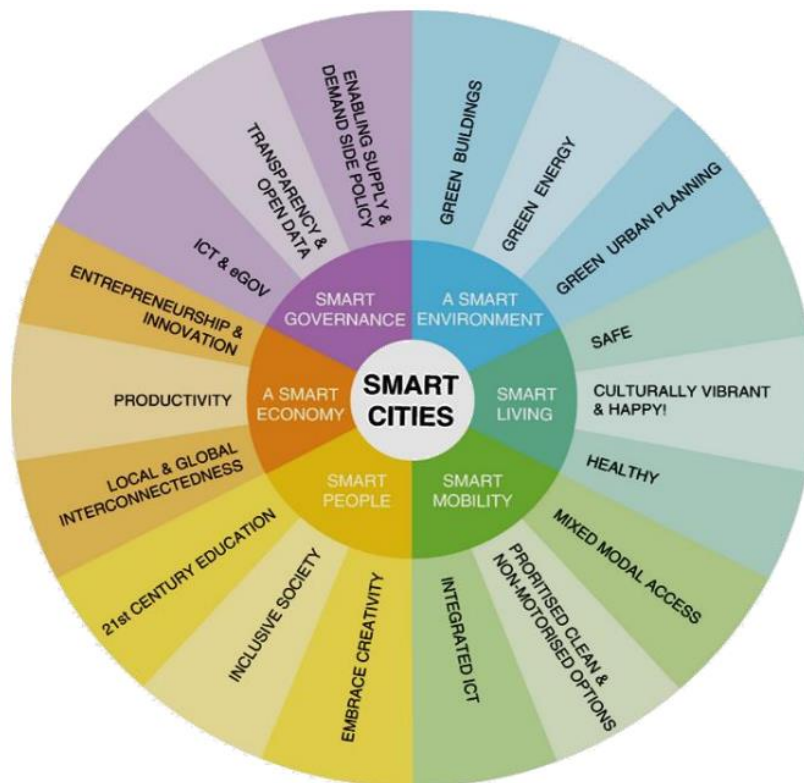 SMART
CITIES
A SMART
ENVIRONMENT
GREEN BUILDINGS
GREEN ENERGY
GREEN URBAN PLANNING
SMART
LIVING
SAFE
CULTURALLY VIBRANT
& HAPPY!
HEALTHY
SMART
MOBILITY
MIXED MODAL ACCESS
PRIORITISED CLEAN &
NON-MOTORISED OPTIONS
INTEGRATED ICT
SMART
PEOPLE
EMBRACE CREATIVITY
INCLUSIVE SOCIETY
21st CENTURY EDUCATION
A SMART
ECONOMY
LOCAL & GLOBAL
INTERCONNECTEDNESS
PRODUCTIVITY
ENTREPRENEURSHIP &
INNOVATION
SMART
GOVERNANCE
ICT & eGOV
TRANSPARENCY &
OPEN DATA
ENABLING SUPPLY &
DEMAND SIDE POLICY